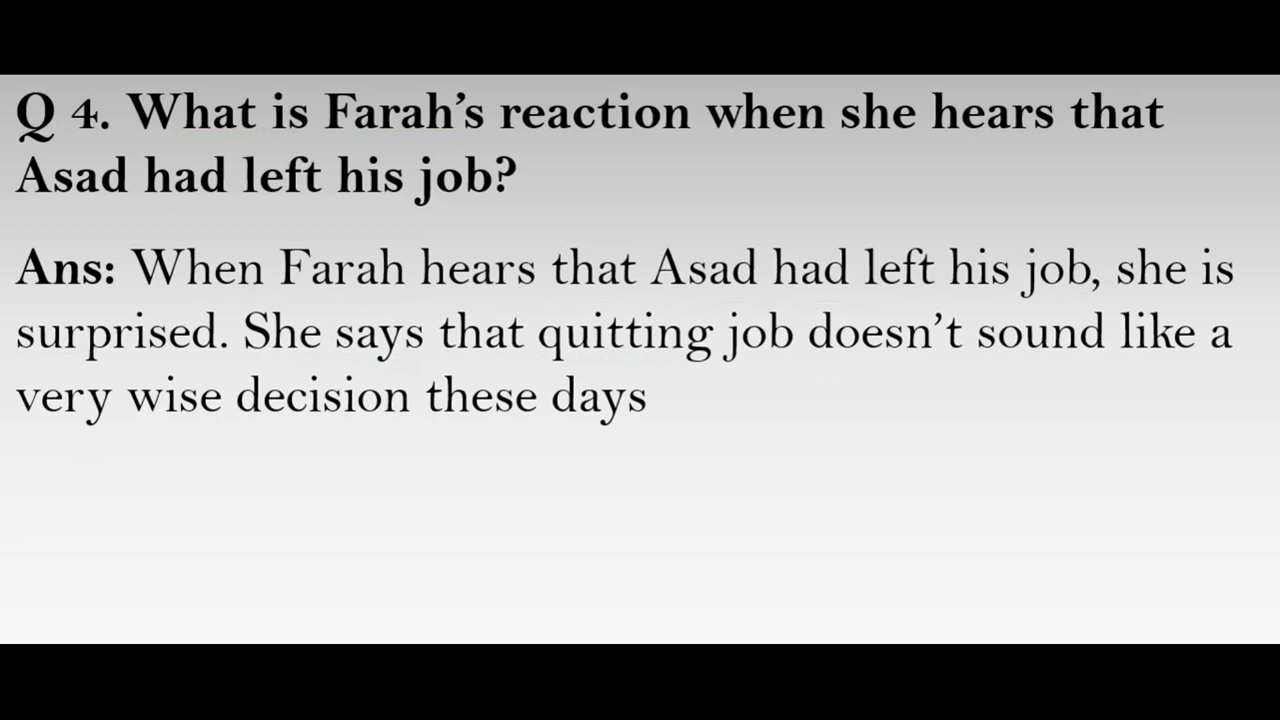 Q 4. What is Farah’s reaction when she hears that
Asad had left his job?
Ans: When Farah hears that Asad had left his job, she is
surprised. She says that quitting job doesn’t sound like a
very wise decision these days